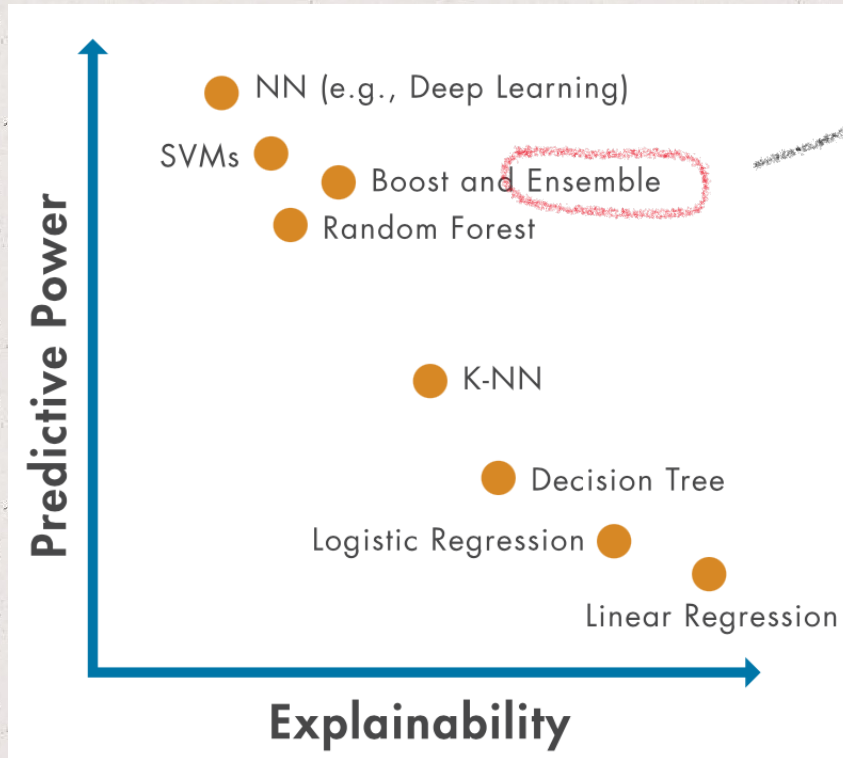 NN (e.g., Deep Learning)
SVMs
Boost and Ensemble
Random Forest
K-NN
Decision Tree
Logistic Regression
Linear Regression
Predictive Power
Explainability